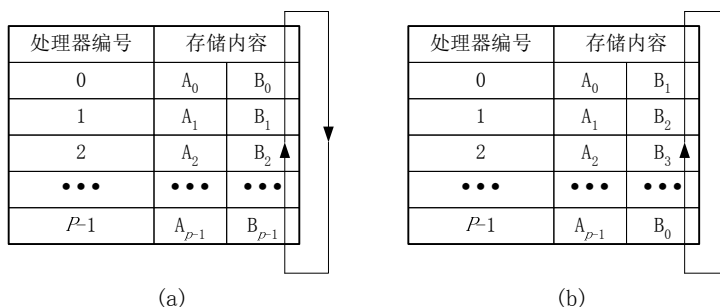 处理器编号 存储内容
0 A0 B0
1 A1 B1
2 A2 B2
••• ••• •••
P-1 Ap-1 Bp-1
(a)
处理器编号 存储内容
0 A0 B1
1 A1 B2
2 A2 B3
••• ••• •••
P-1 Ap-1 B0
(b)